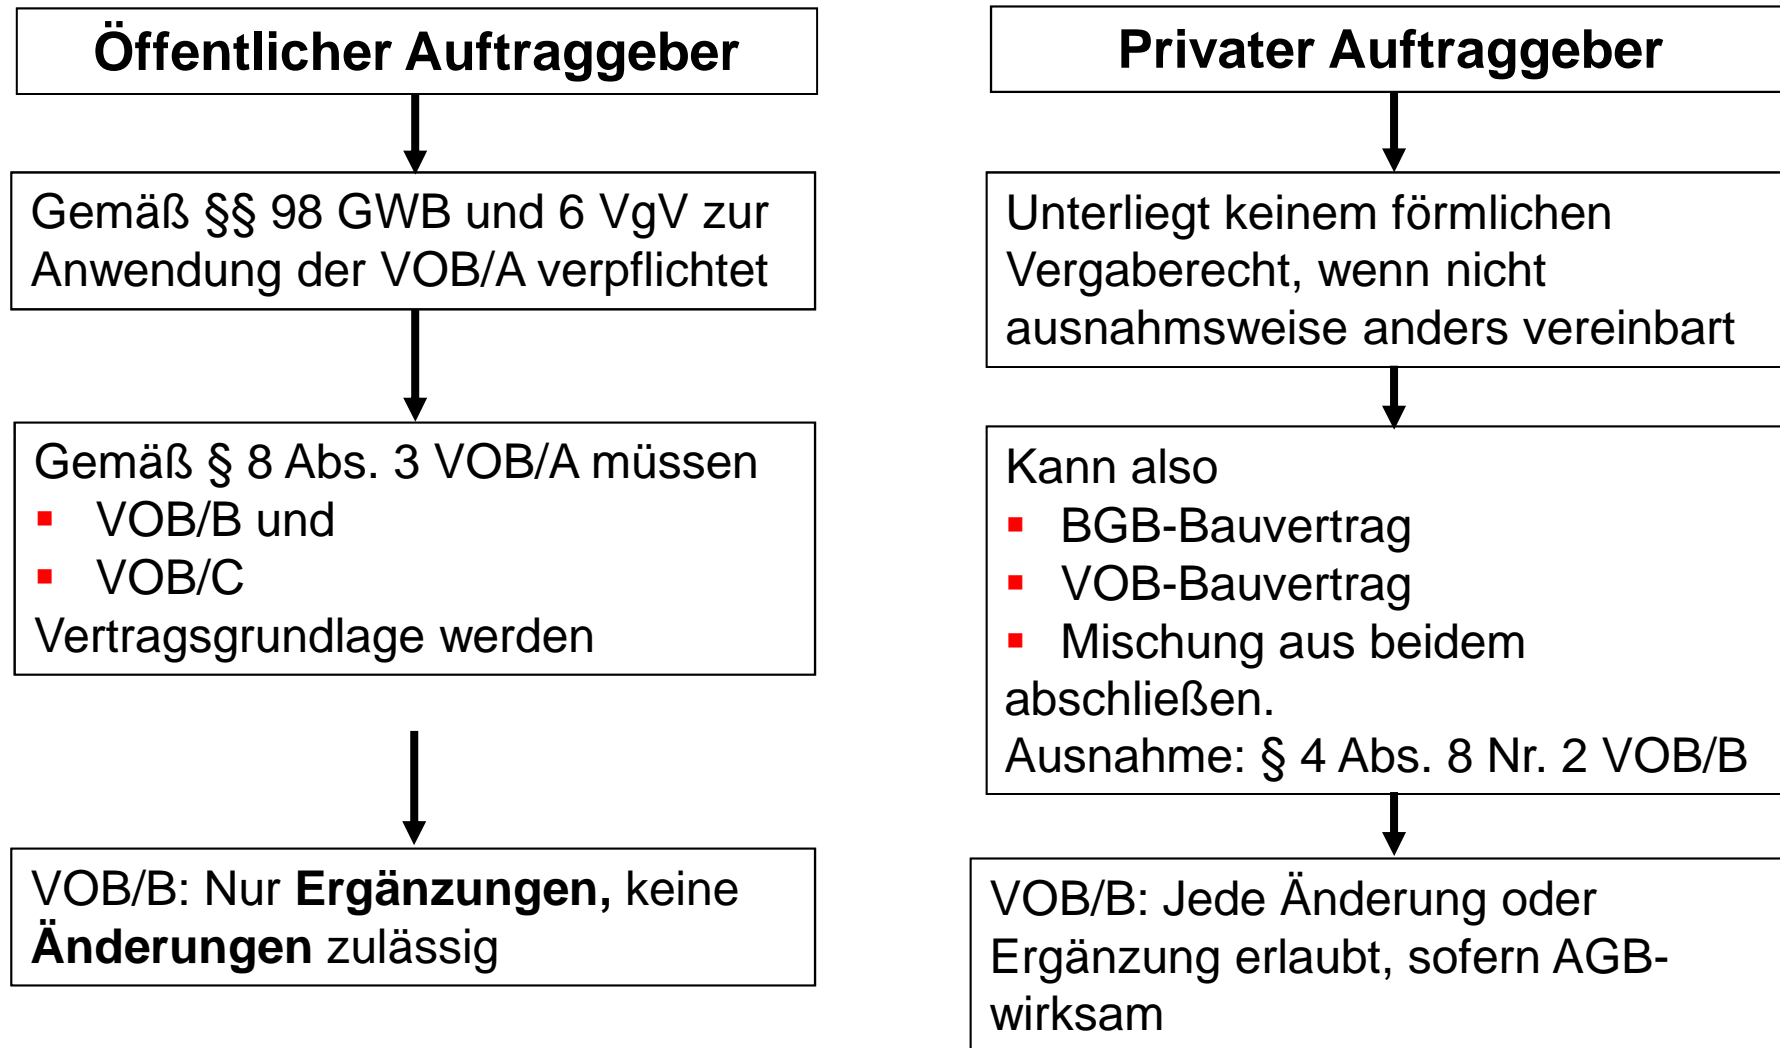 Öffentlicher Auftraggeber
Gemäß §§ 98 GWB und 6 VgV zur
Anwendung der VOB/A verpflichtet
Gemäß § 8 Abs. 3 VOB/A müssen
▪ VOB/B und
▪ VOB/C
Vertragsgrundlage werden
VOB/B: Nur Ergänzungen, keine
Änderungen zulässig
Privater Auftraggeber
Unterliegt keinem förmlichen
Vergaberecht, wenn nicht
ausnahmsweise anders vereinbart
Kann also
▪ BGB-Bauvertrag
▪ VOB-Bauvertrag
▪ Mischung aus beidem
abschließen.
Ausnahme: § 4 Abs. 8 Nr. 2 VOB/B
VOB/B: Jede Änderung oder
Ergänzung erlaubt, sofern AGB-
wirksam